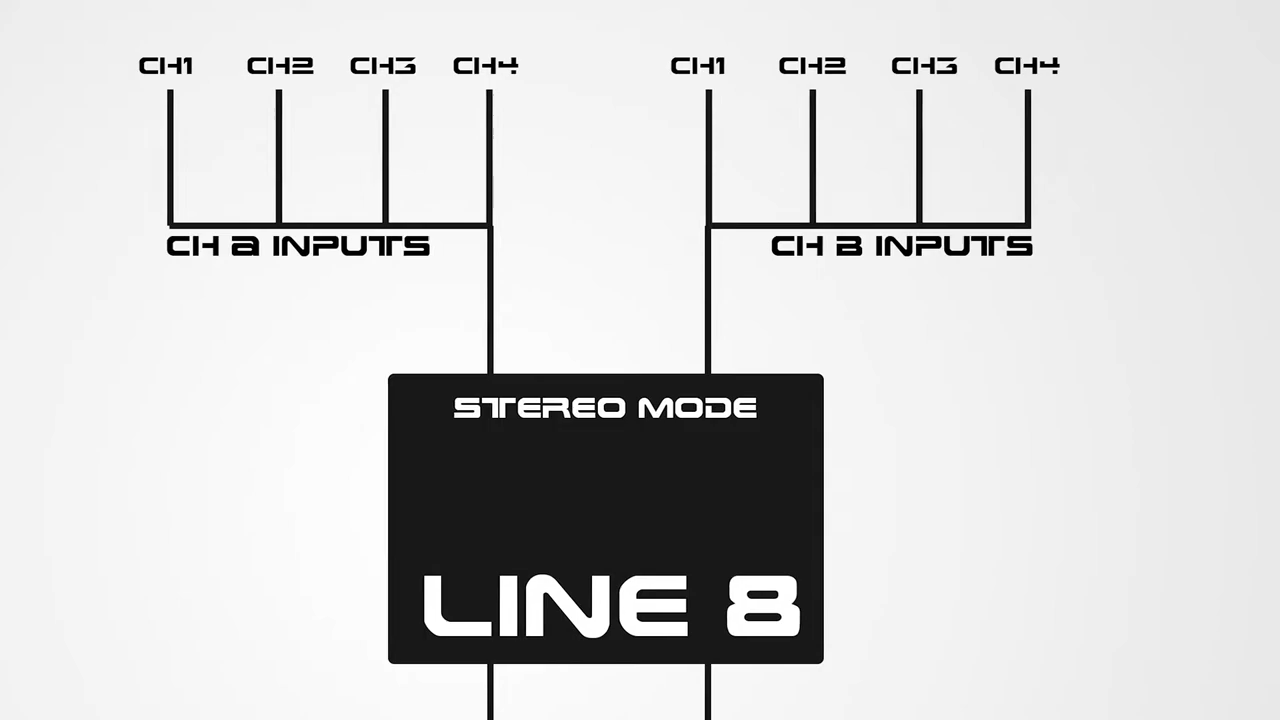 CH1 CH2 CH3 CH4 CH1 CH2 CH3 CH4
CH a INPUTS CH B INPUTS
STEREO MODE
LINE 8